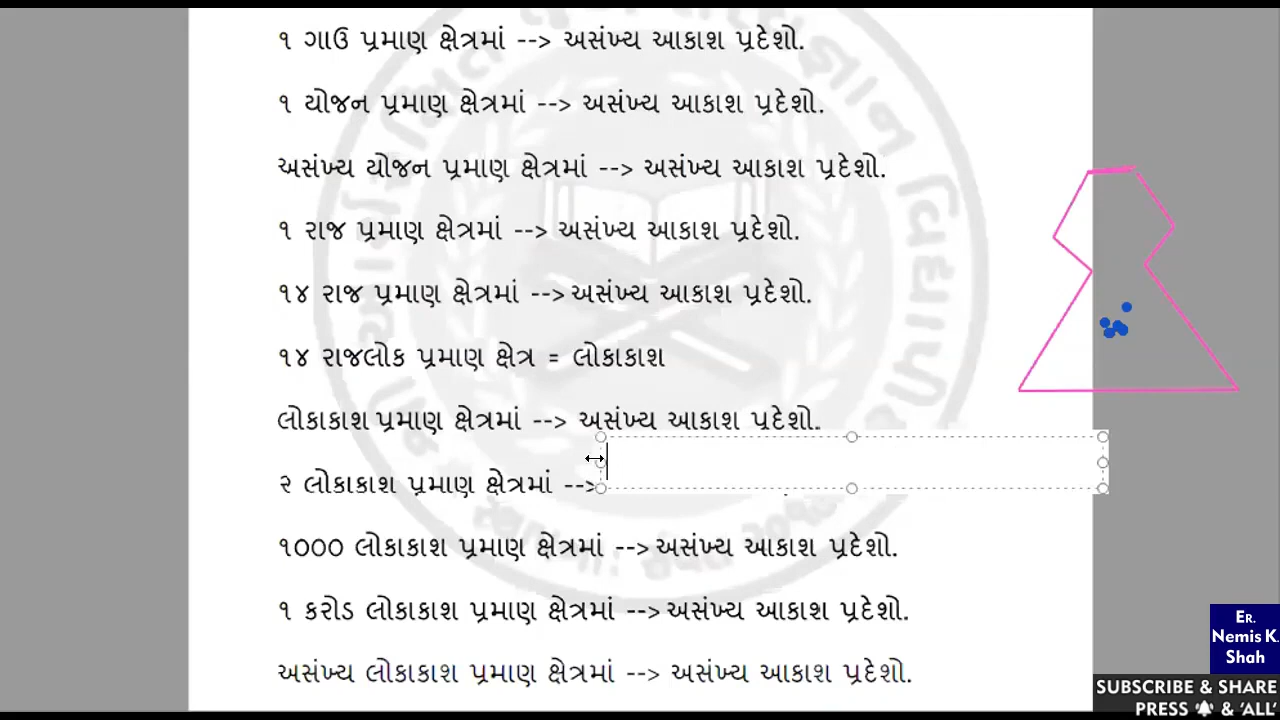 ૧ ગાઉ પ્રમાણ ક્ષેત્રમાં --> અસંખ્ય આકાશ પ્રદેશો.
૧ યોજન પ્રમાણ ક્ષેત્રમાં --> અસંખ્ય આકાશ પ્રદેશો.
અસંખ્ય યોજન પ્રમાણ ક્ષેત્રમાં --> અસંખ્ય આકાશ પ્રદેશો.
૧ રાજ પ્રમાણ ક્ષેત્રમાં --> અસંખ્ય આકાશ પ્રદેશો.
૧૪ રાજ પ્રમાણ ક્ષેત્રમાં --> અસંખ્ય આકાશ પ્રદેશો.
૧૪ રાજલોક પ્રમાણ ક્ષેત્ર = લોકાકાશ
લોકાકાશ પ્રમાણ ક્ષેત્રમાં --> અસંખ્ય આકાશ પ્રદેશો.
૨ લોકાકાશ પ્રમાણ ક્ષેત્રમાં -->
૧૦૦૦ લોકાકાશ પ્રમાણ ક્ષેત્રમાં --> અસંખ્ય આકાશ પ્રદેશો.
૧ કરોડ લોકાકાશ પ્રમાણ ક્ષેત્રમાં --> અસંખ્ય આકાશ પ્રદેશો.
અસંખ્ય લોકાકાશ પ્રમાણ ક્ષેત્રમાં --> અસંખ્ય આકાશ પ્રદેશો.
ER.
Nemis K.
Shah
SUBSCRIBE & SHARE
PRESS & 'ALL'